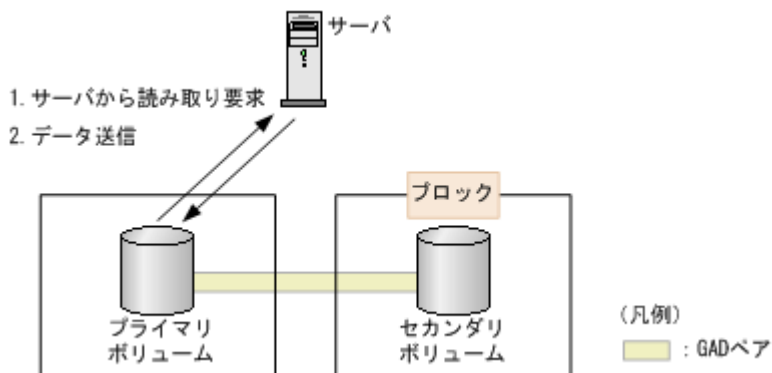 サーバ
1. サーバから読み取り要求
2. データ送信
ブロック
プライマリ
ボリューム
セカンダリ
ボリューム
(凡例)
: GADペア